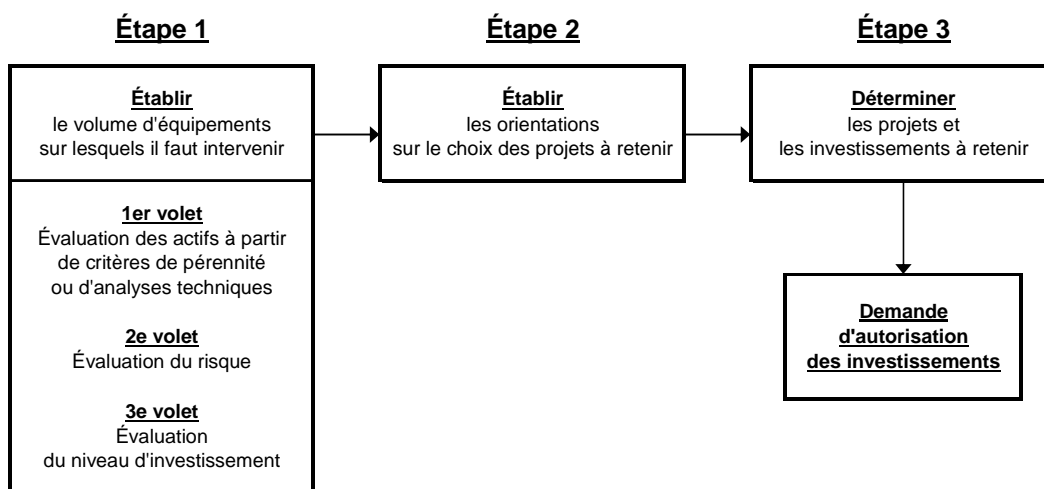 Étape 1
Établir
le volume d'équipements
sur lesquels il faut intervenir
1er volet
Évaluation des actifs à partir
de critères de pérennité
ou d'analyses techniques
2e volet
Évaluation du risque
3e volet
Évaluation
du niveau d'investissement
Étape 2
Établir
les orientations
sur le choix des projets à retenir
Étape 3
Déterminer
les projets et
les investissements à retenir
Demande
d'autorisation
des investissements